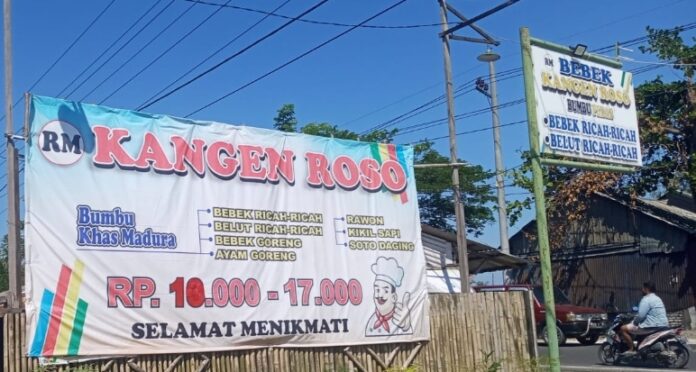 RM
KANGEN ROSO
Bumbu
Khas Madura
BEBEK RICAH-RICAH
BELUT RICAH-RICAH
BEBEK GORENG
AYAM GORENG
RAWON
KIKIL SAPI
SOTO DAGING
RP. 10.000 - 17.000
SELAMAT MENIKMATI
RM
RM
BEBEK
KANGEN ROSO
BUMBU
• BEBEK RICAH-RICAH
• BELUT RICAH-RICAH